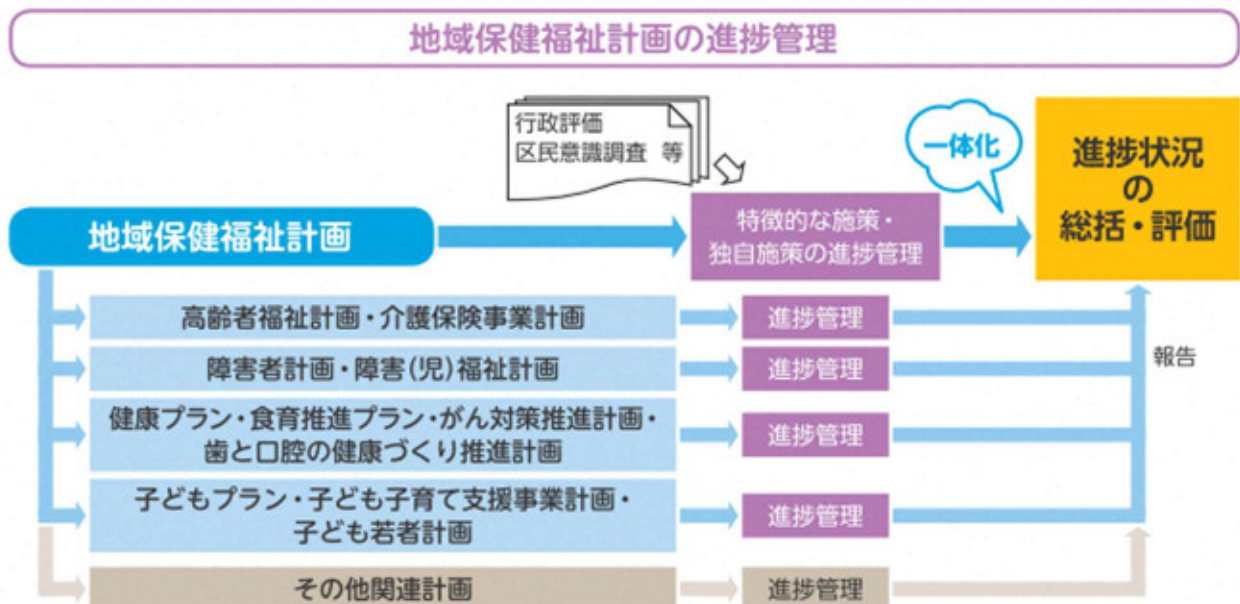 地域保健福祉計画の進捗管理
行政評価
区民意識調査 等
一体化
進捗状況
の
総括・評価
地域保健福祉計画
特徴的な施策・
独自施策の進捗管理
高齢者福祉計画・介護保険事業計画
進捗管理
報告
障害者計画・障害(児)福祉計画
進捗管理
健康プラン・食育推進プラン・がん対策推進計画・
歯と口腔の健康づくり推進計画
進捗管理
子どもプラン・子ども子育て支援事業計画・
子ども若者計画
進捗管理
その他関連計画
進捗管理